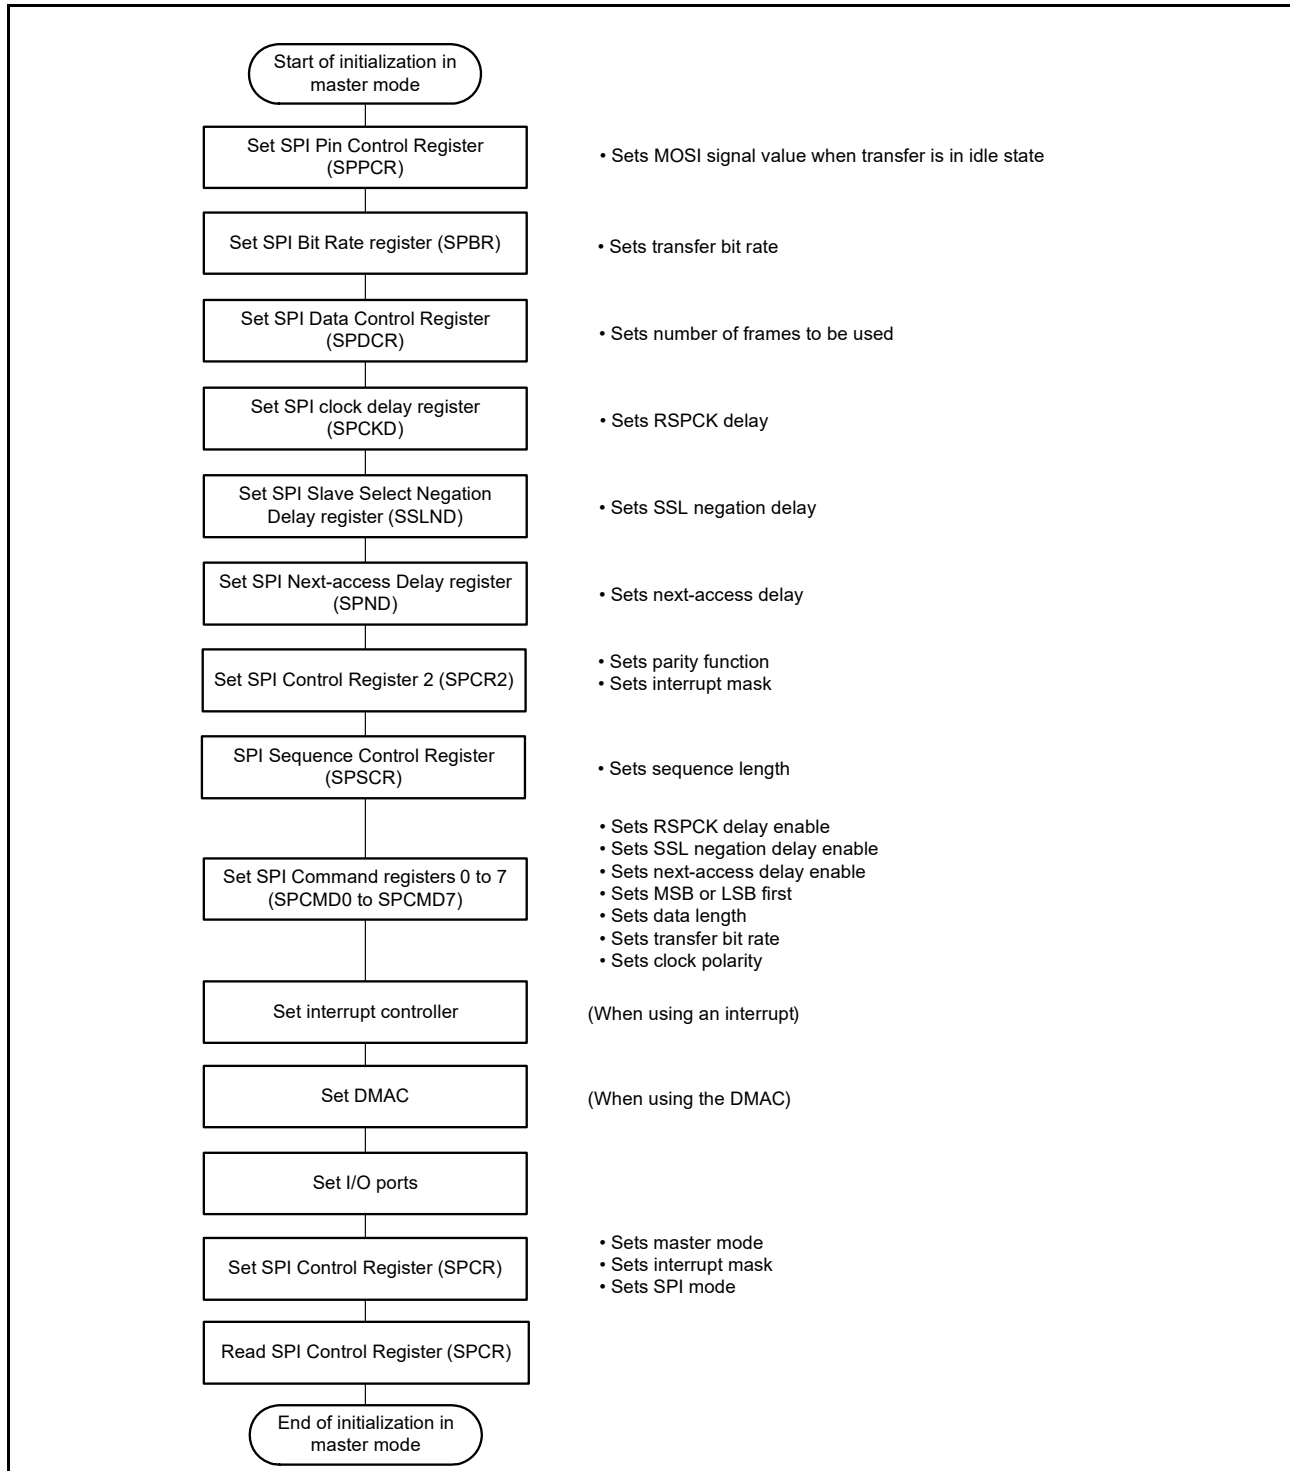 Start of initialization in
master mode
Set SPI Pin Control Register
(SPPCR)
• Sets MOSI signal value when transfer is in idle state
Set SPI Bit Rate register (SPBR)
• Sets transfer bit rate
Set SPI Data Control Register
(SPDCR)
• Sets number of frames to be used
Set SPI clock delay register
(SPCKD)
• Sets RSPCK delay
Set SPI Slave Select Negation
Delay register (SSLND)
• Sets SSL negation delay
Set SPI Next-access Delay register
(SPND)
• Sets next-access delay
Set SPI Control Register 2 (SPCR2)
• Sets parity function
• Sets interrupt mask
SPI Sequence Control Register
(SPSCR)
• Sets sequence length
Set SPI Command registers 0 to 7
(SPCMD0 to SPCMD7)
• Sets RSPCK delay enable
• Sets SSL negation delay enable
• Sets next-access delay enable
• Sets MSB or LSB first
• Sets data length
• Sets transfer bit rate
• Sets clock polarity
Set interrupt controller
(When using an interrupt)
Set DMAC
(When using the DMAC)
Set I/O ports
Set SPI Control Register (SPCR)
• Sets master mode
• Sets interrupt mask
• Sets SPI mode
Read SPI Control Register (SPCR)
End of initialization in
master mode